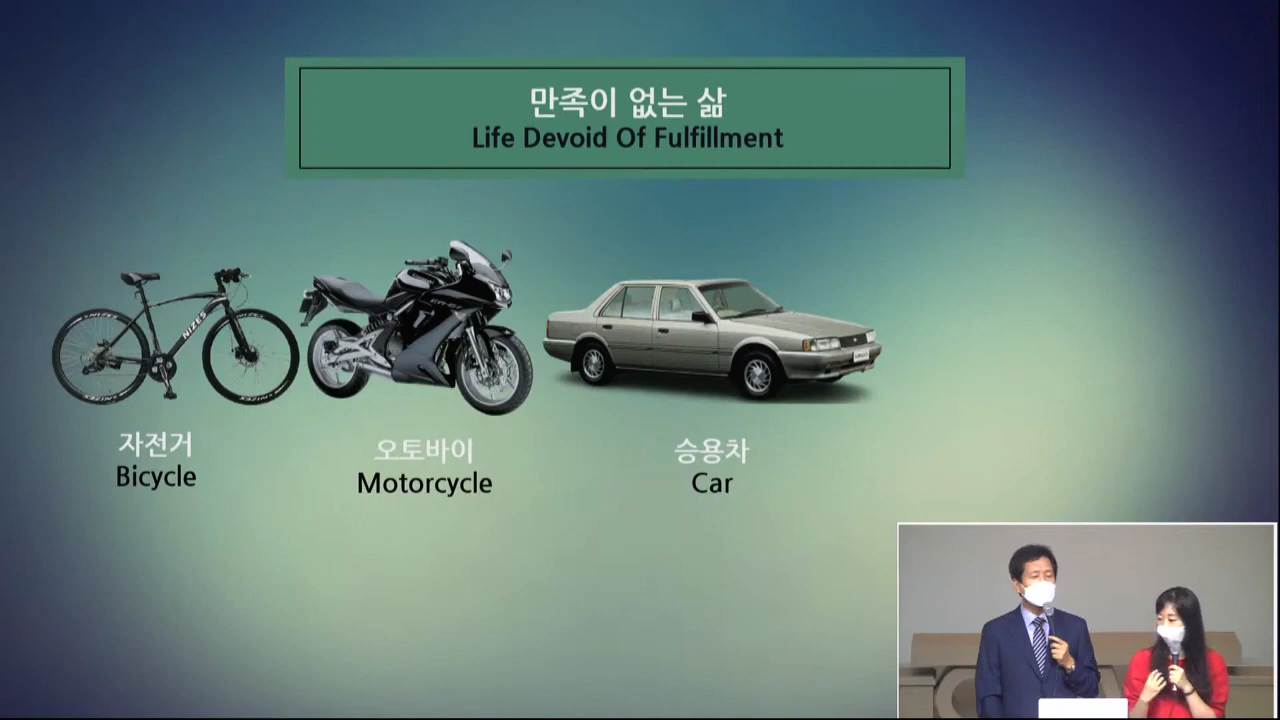 만족이 없는 삶
Life Devoid Of Fulfillment
NIZES
자전거
Bicycle
오토바이
Motorcycle
승용차
Car